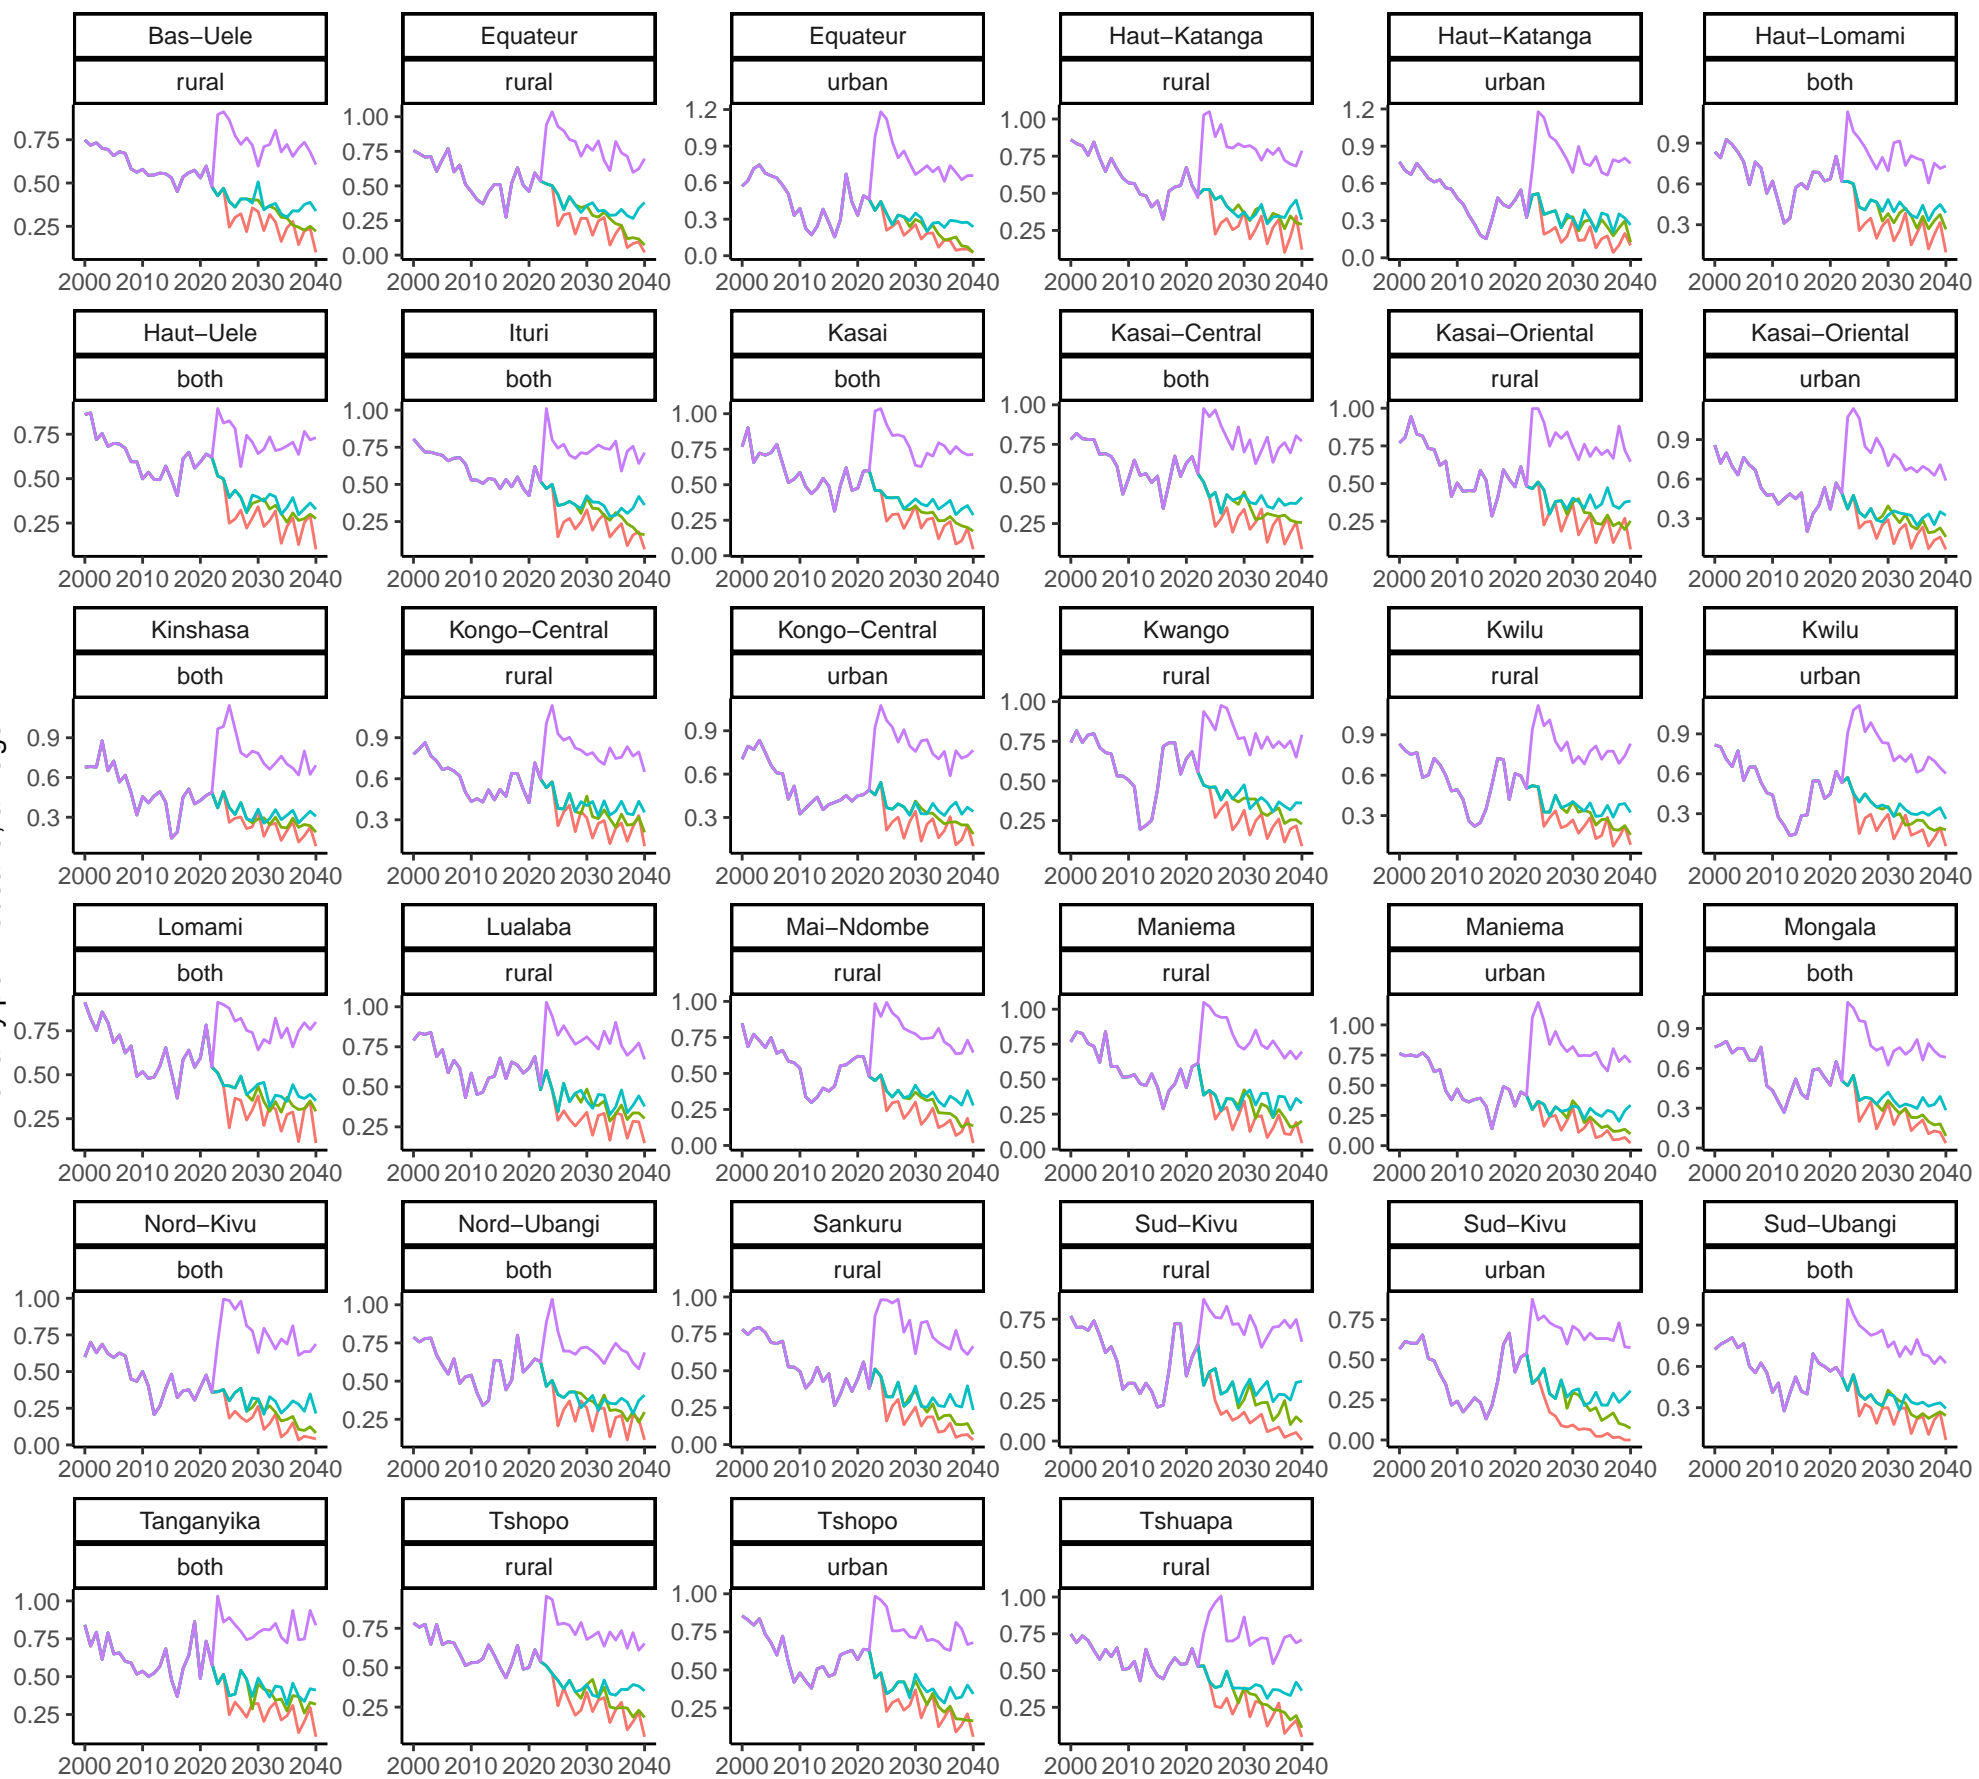 Bas−Uele Equateur Equateur Haut−Katanga Haut−Katanga Haut−Lomami
rural rural urban rural urban both
0.75 0.50 0.25
1.00 0.75 0.50 0.25 0.00
1.2 0.9 0.6 0.3 0.0
1.00 0.75 0.50 0.25
1.2 0.9 0.6 0.3 0.0
0.9 0.6 0.3
2000 2010 2020 2030 2040 2000 2010 2020 2030 2040 2000 2010 2020 2030 2040 2000 2010 2020 2030 2040 2000 2010 2020 2030 2040 2000 2010 2020 2030 2040
Haut−Uele Ituri Kasai Kasai−Central Kasai−Oriental Kasai−Oriental
both both both both rural urban
0.75 0.50 0.25
1.00 0.75 0.50 0.25
1.00 0.75 0.50 0.25 0.00
1.00 0.75 0.50 0.25
1.00 0.75 0.50 0.25
0.9 0.6 0.3
2000 2010 2020 2030 2040 2000 2010 2020 2030 2040 2000 2010 2020 2030 2040 2000 2010 2020 2030 2040 2000 2010 2020 2030 2040 2000 2010 2020 2030 2040
Kinshasa Kongo−Central Kongo−Central Kwango Kwilu Kwilu
both rural urban rural rural urban
0.9 0.6 0.3
0.9 0.6 0.3
0.9 0.6 0.3
1.00 0.75 0.50 0.25
0.9 0.6 0.3
0.9 0.6 0.3
2000 2010 2020 2030 2040 2000 2010 2020 2030 2040 2000 2010 2020 2030 2040 2000 2010 2020 2030 2040 2000 2010 2020 2030 2040 2000 2010 2020 2030 2040
Lomami Lualaba Mai−Ndombe Maniema Maniema Mongala
both rural rural rural urban both
0.75 0.50 0.25
1.00 0.75 0.50 0.25
1.00 0.75 0.50 0.25 0.00
1.00 0.75 0.50 0.25 0.00
1.00 0.75 0.50 0.25 0.00
0.9 0.6 0.3 0.0
2000 2010 2020 2030 2040 2000 2010 2020 2030 2040 2000 2010 2020 2030 2040 2000 2010 2020 2030 2040 2000 2010 2020 2030 2040 2000 2010 2020 2030 2040
Nord−Kivu Nord−Ubangi Sankuru Sud−Kivu Sud−Kivu Sud−Ubangi
both both rural rural urban both
1.00 0.75 0.50 0.25 0.00
1.00 0.75 0.50 0.25
1.00 0.75 0.50 0.25 0.00
0.75 0.50 0.25 0.00
0.75 0.50 0.25 0.00
0.9 0.6 0.3
2000 2010 2020 2030 2040 2000 2010 2020 2030 2040 2000 2010 2020 2030 2040 2000 2010 2020 2030 2040 2000 2010 2020 2030 2040 2000 2010 2020 2030 2040
Tanganyika Tshopo Tshopo Tshuapa
both rural urban rural
1.00 0.75 0.50 0.25
0.75 0.50 0.25
1.00 0.75 0.50 0.25
1.00 0.75 0.50 0.25
2000 2010 2020 2030 2040 2000 2010 2020 2030 2040 2000 2010 2020 2030 2040 2000 2010 2020 2030 2040